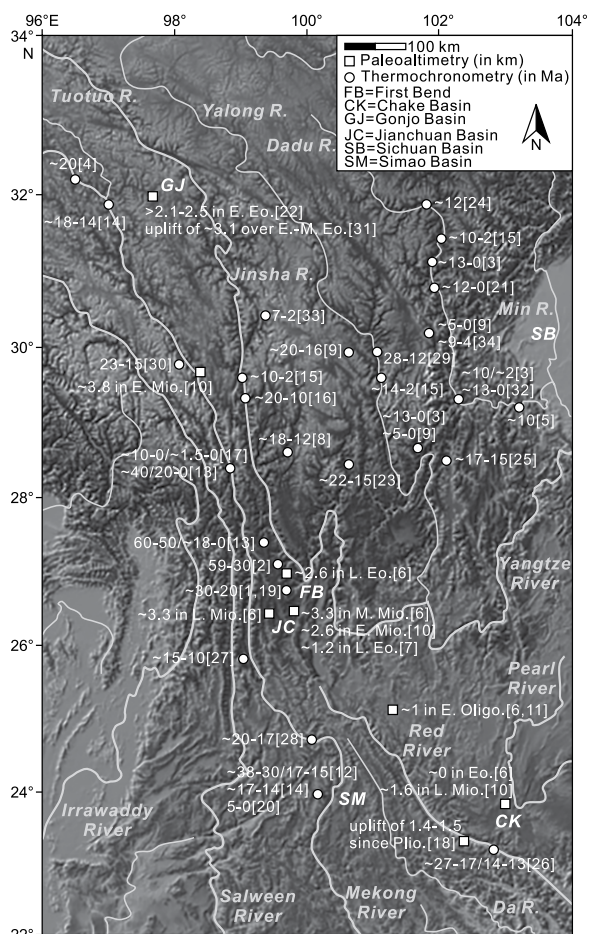 96°E
98°
100°
102°
104°
34°
N
100 km
Paleoaltimetry (in km)
Thermochronometry (in Ma)
FB=First Bend
CK=Chake Basin
GJ=Gonjo Basin
JC=Jianchuan Basin
SB=Sichuan Basin
SM=Simao Basin
N
Tuotuo R.
Yalong R.
Dadu R.
~20[4]
GJ
32°
~18-14[14]
>2.1-2.5 in E. Eo.[22]
uplift of ~3.1 over E.-M. Eo.[31]
~12[24]
~10-2[15]
~13-0[3]
~12-0[21]
Jinsha R.
Min R.
7-2[33]
~5-0[9]
~9-4[34]
SB
30°
~20-16[9]
28-12[29]
23-15[30]
~3.8 in E. Mio.[10]
~10-2[15]
~14-2[15]
~10/~2[3]
~13-0[32]
~20-10[16]
~10[5]
~13-0[3]
~5-0[9]
~18-12[8]
~10-0/~1.5-0[17]
~40/20-0[13]
~22-15[23]
~17-15[25]
28°
60-50/~18-0[13]
59-30[2]
~2.6 in L. Eo.[6]
Yangtze
River
~30-20[1,19]
FB
~3.3 in L. Mio.[6]
JC
~3.3 in M. Mio.[6]
~2.6 in E. Mio.[10]
~1.2 in L. Eo.[7]
26°
~15-10[27]
Pearl
River
~1 in E. Oligo.[6,11]
Red
River
~20-17[28]
~38-30/17-15[12]
~17-14[14]
5-0[20]
SM
~0 in Eo.[6]
~1.6 in L. Mio.[10]
24°
Irrawaddy
River
CK
uplift of 1.4-1.5
since Plio.[18]
~27-17/14-13[26]
Salween
River
Mekong
River
Da R.
22°